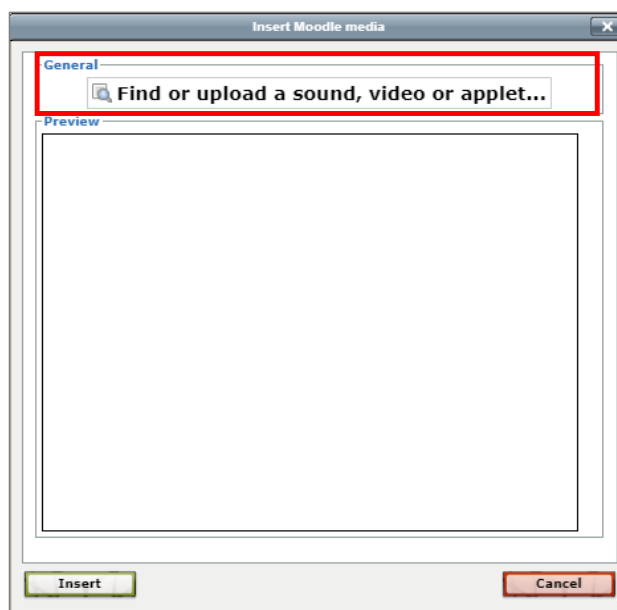 Insert Moodle media
General
Find or upload a sound, video or applet...
Preview
Insert
Cancel